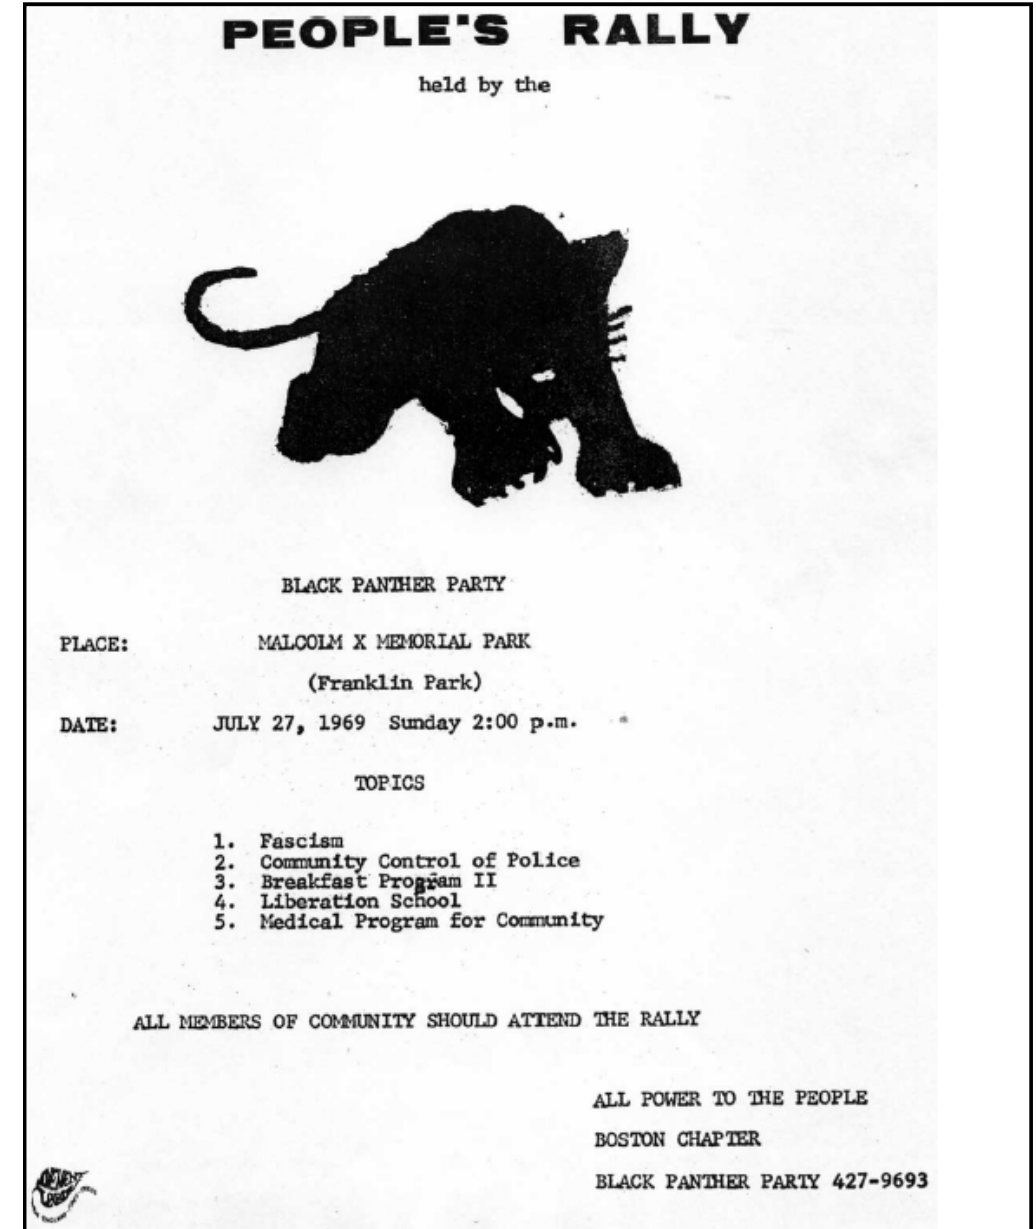 PEOPLE'S RALLY
held by the
BLACK PANTHER PARTY
PLACE: MALCOLM X MEMORIAL PARK
(Franklin Park)
DATE: JULY 27, 1969 Sunday 2:00 p.m.
TOPICS
1. Fascism
2. Community Control of Police
3. Breakfast Program II
4. Liberation School
5. Medical Program for Community
ALL MEMBERS OF COMMUNITY SHOULD ATTEND THE RALLY
ALL POWER TO THE PEOPLE
BOSTON CHAPTER
BLACK PANTHER PARTY 427-9693